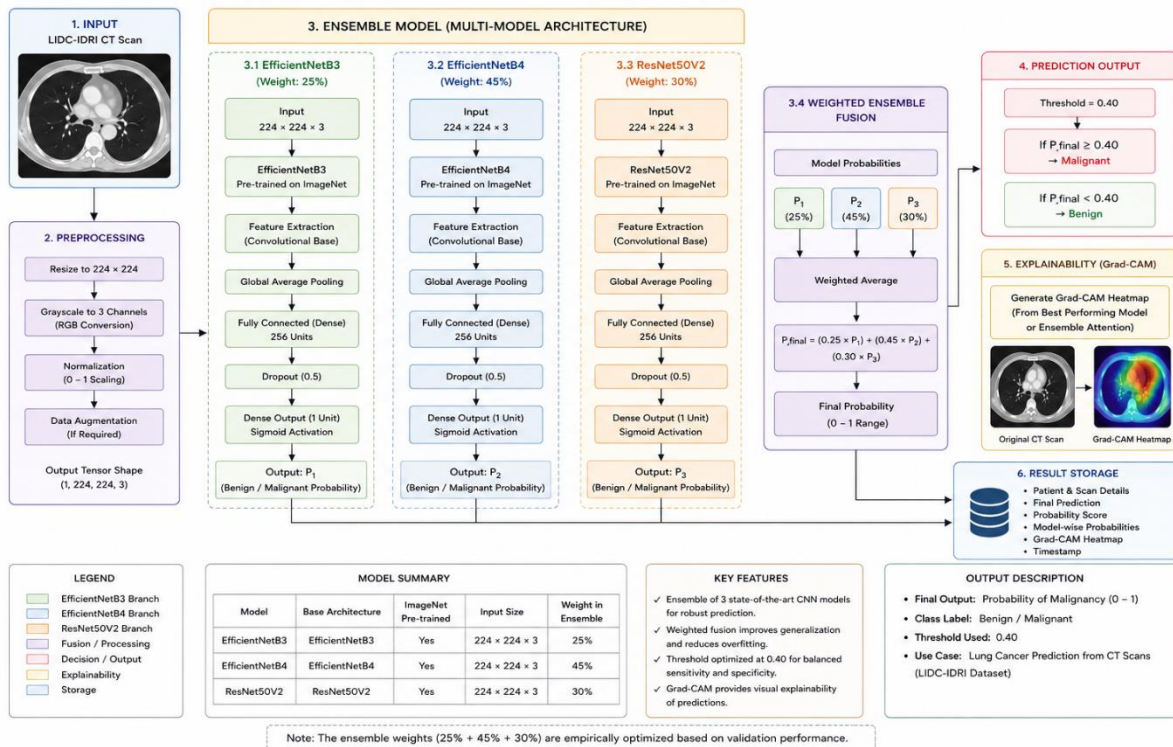 1. INPUT
LIDC-IDRI CT Scan
2. PREPROCESSING
Resize to 224 × 224
Grayscale to 3 Channels
(RGB Conversion)
Normalization
(0 – 1 Scaling)
Data Augmentation
(If Required)
Output Tensor Shape
(1, 224, 224, 3)
3. ENSEMBLE MODEL (MULTI-MODEL ARCHITECTURE)
3.1 EfficientNetB3
(Weight: 25%)
Input
224 × 224 × 3
EfficientNetB3
Pre-trained on ImageNet
Feature Extraction
(Convolutional Base)
Global Average Pooling
Fully Connected (Dense)
256 Units
Dropout (0.5)
Dense Output (1 Unit)
Sigmoid Activation
Output: P₁
(Benign / Malignant Probability)
3.2 EfficientNetB4
(Weight: 45%)
Input
224 × 224 × 3
EfficientNetB4
Pre-trained on ImageNet
Feature Extraction
(Convolutional Base)
Global Average Pooling
Fully Connected (Dense)
256 Units
Dropout (0.5)
Dense Output (1 Unit)
Sigmoid Activation
Output: P₂
(Benign / Malignant Probability)
3.3 ResNet50V2
(Weight: 30%)
Input
224 × 224 × 3
ResNet50V2
Pre-trained on ImageNet
Feature Extraction
(Convolutional Base)
Global Average Pooling
Fully Connected (Dense)
256 Units
Dropout (0.5)
Dense Output (1 Unit)
Sigmoid Activation
Output: P₃
(Benign / Malignant Probability)
3.4 WEIGHTED ENSEMBLE
FUSION
Model Probabilities
P₁ P₂ P₃
(25%) (45%) (30%)
Weighted Average
P_final = (0.25 × P₁) + (0.45 × P₂) +
(0.30 × P₃)
Final Probability
(0 – 1 Range)
4. PREDICTION OUTPUT
Threshold = 0.40
If P_final ≥ 0.40
→ Malignant
If P_final < 0.40
→ Benign
5. EXPLAINABILITY (Grad-CAM)
Generate Grad-CAM Heatmap
(From Best Performing Model
or Ensemble Attention)
Original CT Scan Grad-CAM Heatmap
6. RESULT STORAGE
• Patient & Scan Details
• Final Prediction
• Probability Score
• Model-wise Probabilities
• Grad-CAM Heatmap
• Timestamp
LEGEND
EfficientNetB3 Branch
EfficientNetB4 Branch
ResNet50V2 Branch
Fusion / Processing
Decision / Output
Explainability
Storage
MODEL SUMMARY
Model Base Architecture ImageNet Pre-trained Input Size Weight in Ensemble
EfficientNetB3 EfficientNetB3 Yes 224 × 224 × 3 25%
EfficientNetB4 EfficientNetB4 Yes 224 × 224 × 3 45%
ResNet50V2 ResNet50V2 Yes 224 × 224 × 3 30%
KEY FEATURES
✓ Ensemble of 3 state-of-the-art CNN models
for robust prediction.
✓ Weighted fusion improves generalization
and reduces overfitting.
✓ Threshold optimized at 0.40 for balanced
sensitivity and specificity.
✓ Grad-CAM provides visual explainability
of predictions.
OUTPUT DESCRIPTION
• Final Output: Probability of Malignancy (0 – 1)
• Class Label: Benign / Malignant
• Threshold Used: 0.40
• Use Case: Lung Cancer Prediction from CT Scans
(LIDC-IDRI Dataset)
Note: The ensemble weights (25% + 45% + 30%) are empirically optimized based on validation performance.